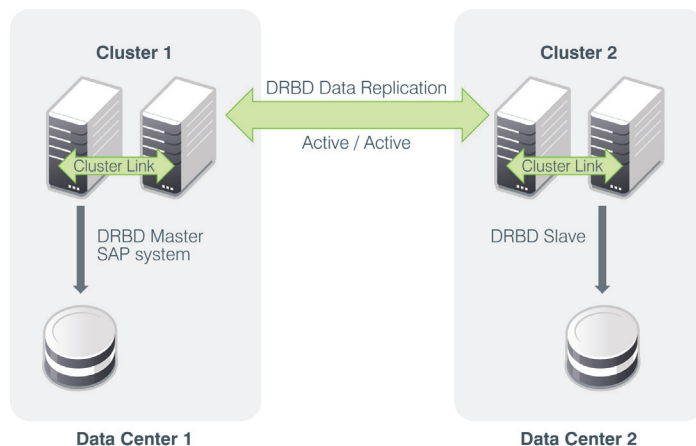 Cluster 1
Cluster 2
DRBD Data Replication
Active / Active
Cluster Link
Cluster Link
DRBD Master
SAP system
DRBD Slave
Data Center 1
Data Center 2